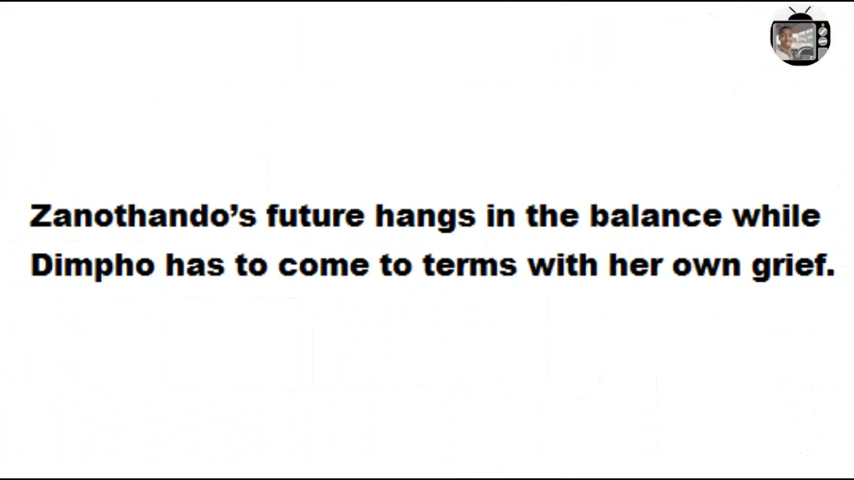 Zanothando’s future hangs in the balance while
Dimpho has to come to terms with her own grief.